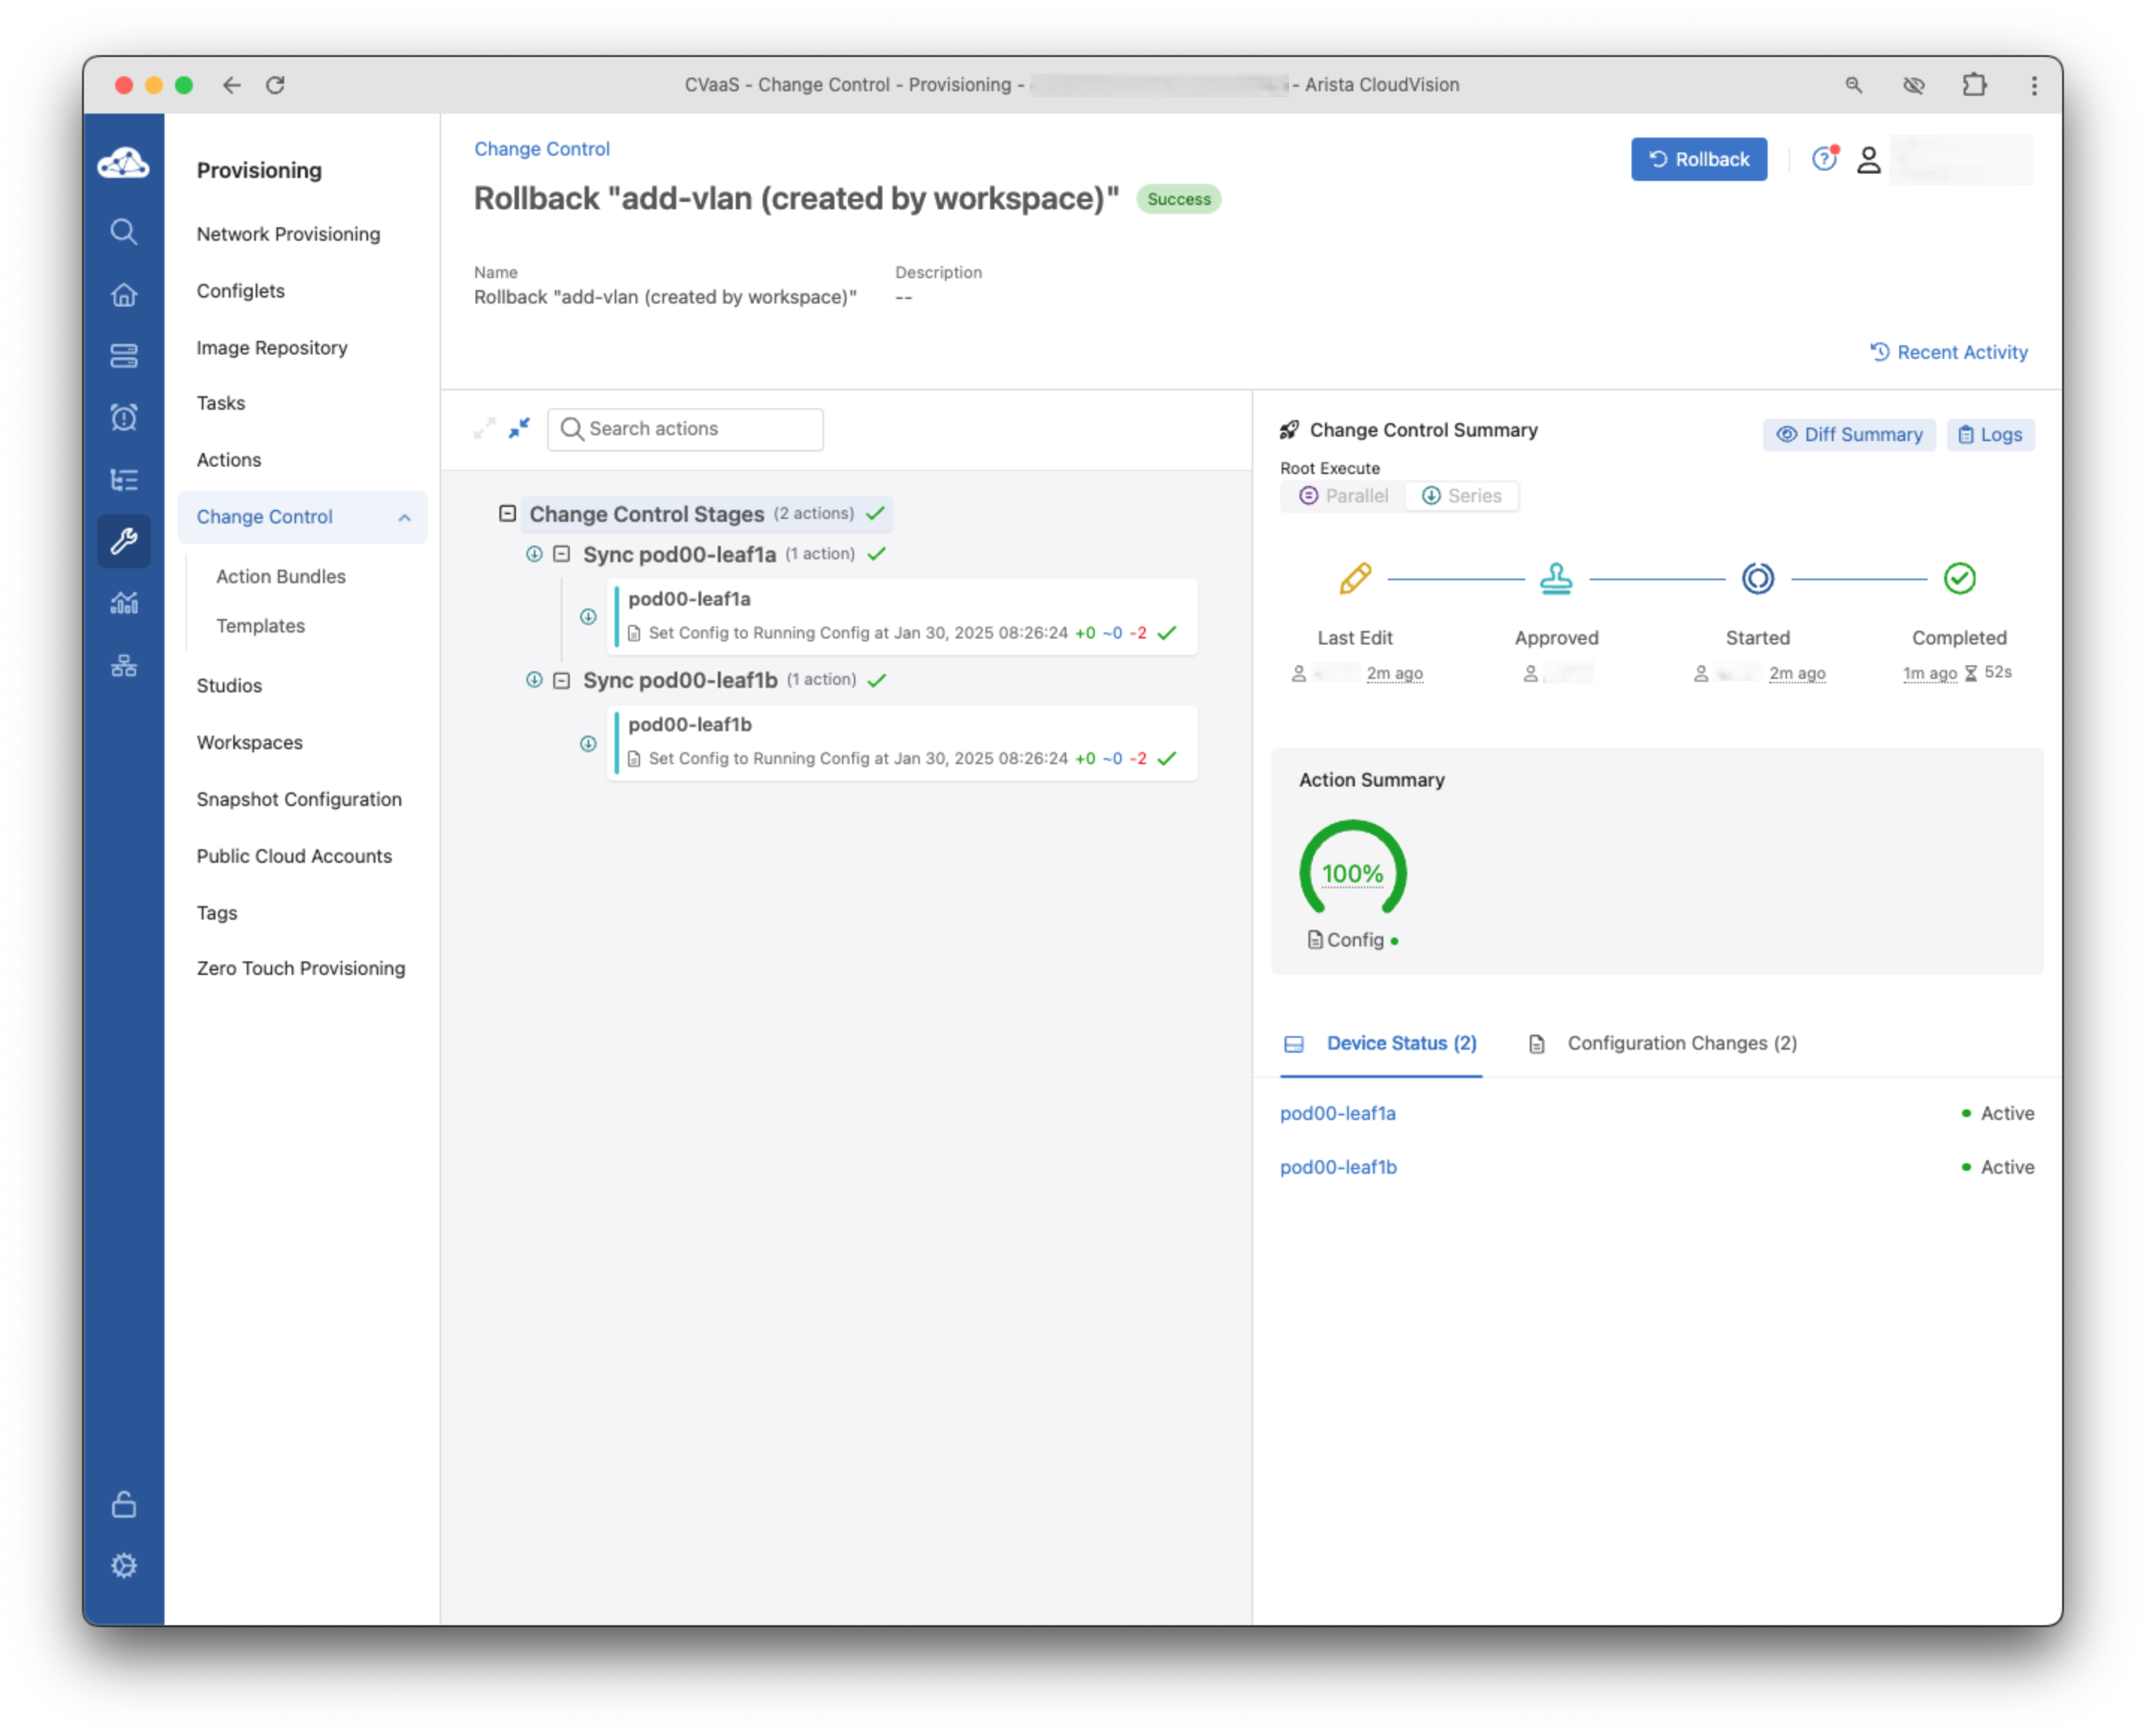 CVaaS - Change Control - Provisioning - - Arista CloudVision
Provisioning
Network Provisioning
Configlets
Image Repository
Tasks
Actions
Change Control
Action Bundles
Templates
Studios
Workspaces
Snapshot Configuration
Public Cloud Accounts
Tags
Zero Touch Provisioning
Change Control
Rollback "add-vlan (created by workspace)" Success
Rollback
Name
Rollback "add-vlan (created by workspace)"
Description
--
Recent Activity
Search actions
Change Control Stages (2 actions)
Sync pod00-leaf1a (1 action)
pod00-leaf1a
Set Config to Running Config at Jan 30, 2025 08:26:24 +0 ~0 -2
Sync pod00-leaf1b (1 action)
pod00-leaf1b
Set Config to Running Config at Jan 30, 2025 08:26:24 +0 ~0 -2
Change Control Summary
Diff Summary
Logs
Root Execute
Parallel Series
Last Edit
2m ago
Approved
Started
2m ago
Completed
1m ago 52s
Action Summary
100%
Config
Device Status (2)
Configuration Changes (2)
pod00-leaf1a Active
pod00-leaf1b Active